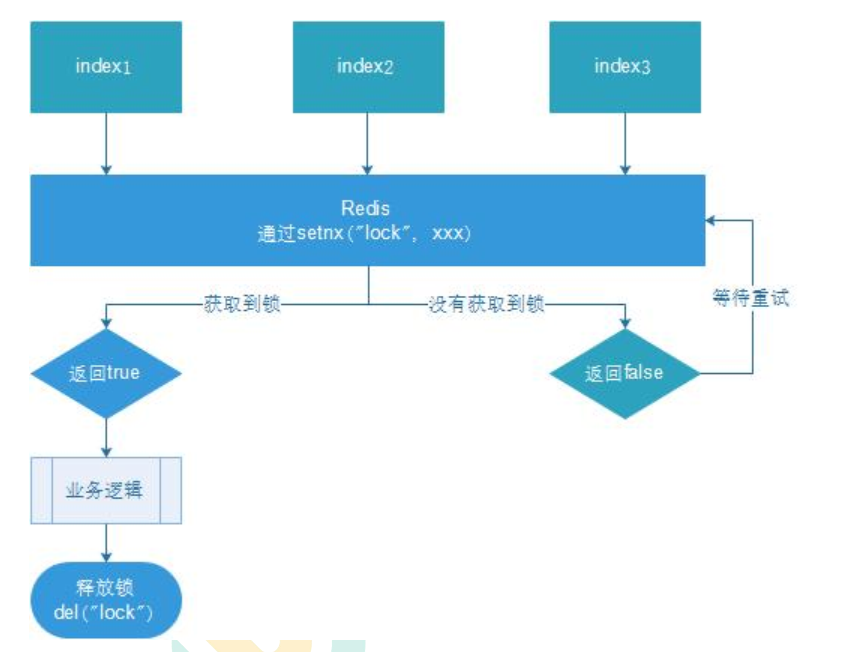 index1
index2
index3
Redis
通过setnx("lock", xxx)
获取到锁
没有获取到锁
等待重试
返回true
返回false
业务逻辑
释放锁
del("lock")